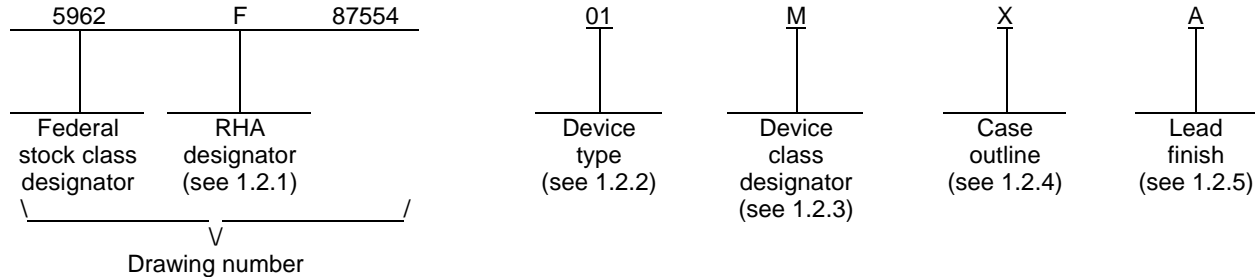 5962 F 87554 01 M X A
Federal RHA Device Device Case Lead
stock class designator type class outline finish
designator (see 1.2.1) (see 1.2.2) designator (see 1.2.4) (see 1.2.5)
(see 1.2.3)
Drawing number